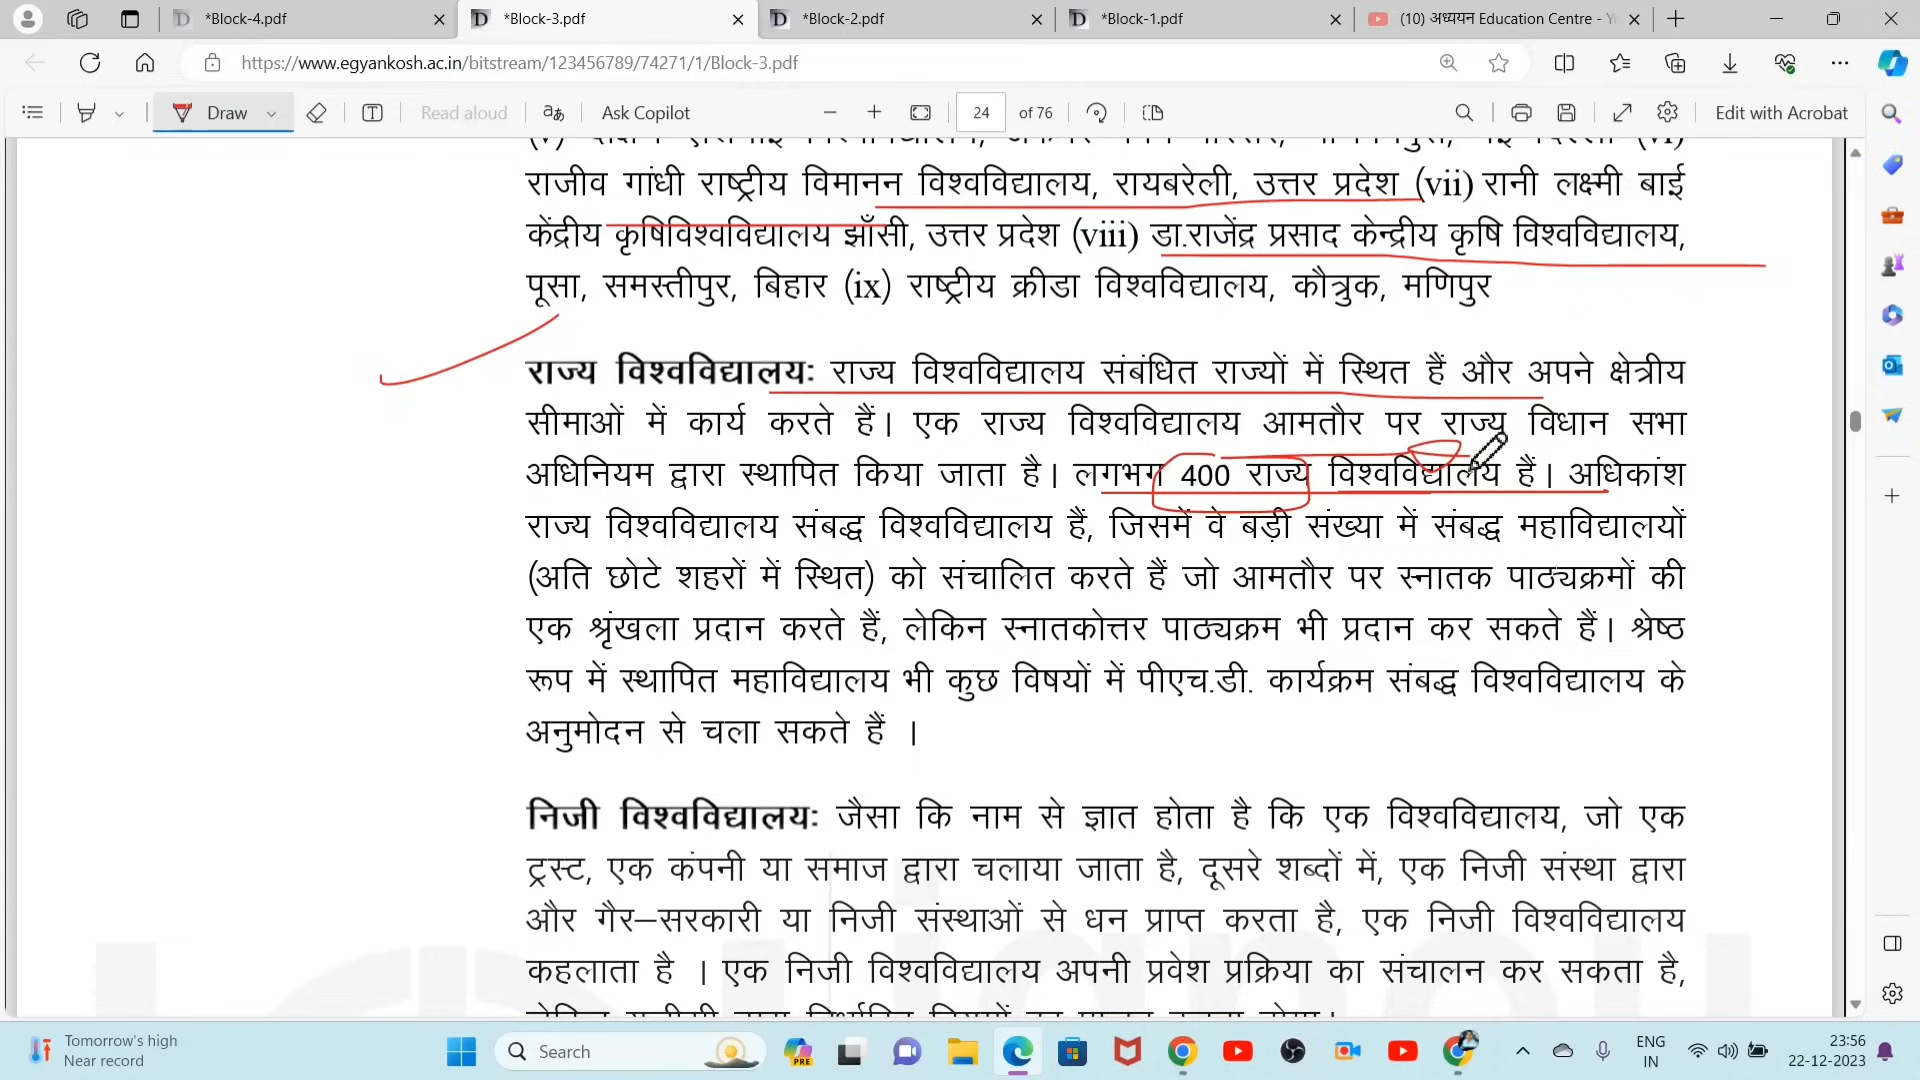 *Block-4.pdf
*Block-3.pdf
*Block-2.pdf
*Block-1.pdf
(10) अध्ययन Education Centre -
https://www.egyankosh.ac.in/bitstream/123456789/74271/1/Block-3.pdf
Draw
Read aloud
Ask Copilot
24
of 76
Edit with Acrobat
राजीव गांधी राष्ट्रीय विमानन विश्वविद्यालय, रायबरेली, उत्तर प्रदेश (vii) रानी लक्ष्मी बाई
केंद्रीय कृषिविश्वविद्यालय झाँसी, उत्तर प्रदेश (viii) डा.राजेंद्र प्रसाद केन्द्रीय कृषि विश्वविद्यालय,
पूसा, समस्तीपुर, बिहार (ix) राष्ट्रीय क्रीडा विश्वविद्यालय, कौत्रुक, मणिपुर
राज्य विश्वविद्यालयः राज्य विश्वविद्यालय संबंधित राज्यों में स्थित हैं और अपने क्षेत्रीय
सीमाओं में कार्य करते हैं। एक राज्य विश्वविद्यालय आमतौर पर राज्य विधान सभा
अधिनियम द्वारा स्थापित किया जाता है। लगभग 400 राज्य विश्वविद्यालय हैं। अधिकांश
राज्य विश्वविद्यालय संबद्ध विश्वविद्यालय हैं, जिसमें वे बड़ी संख्या में संबद्ध महाविद्यालयों
(अति छोटे शहरों में स्थित) को संचालित करते हैं जो आमतौर पर स्नातक पाठ्यक्रमों की
एक श्रृंखला प्रदान करते हैं, लेकिन स्नातकोत्तर पाठ्यक्रम भी प्रदान कर सकते हैं। श्रेष्ठ
रूप में स्थापित महाविद्यालय भी कुछ विषयों में पीएच.डी. कार्यक्रम संबद्ध विश्वविद्यालय के
अनुमोदन से चला सकते हैं ।
निजी विश्वविद्यालयः जैसा कि नाम से ज्ञात होता है कि एक विश्वविद्यालय, जो एक
ट्रस्ट, एक कंपनी या समाज द्वारा चलाया जाता है, दूसरे शब्दों में, एक निजी संस्था द्वारा
और गैर–सरकारी या निजी संस्थाओं से धन प्राप्त करता है, एक निजी विश्वविद्यालय
कहलाता है । एक निजी विश्वविद्यालय अपनी प्रवेश प्रक्रिया का संचालन कर सकता है,
Tomorrow's high
Near record
Search
PRE
ENG
IN
23:56
22-12-2023